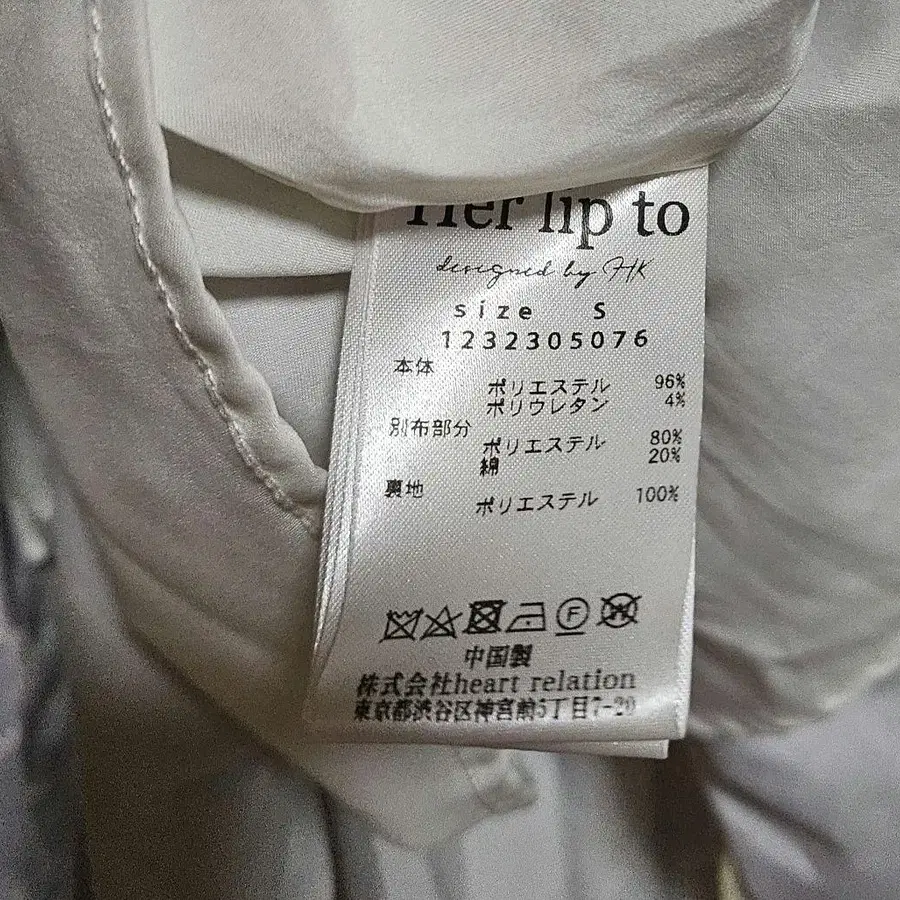 Her lip to
designed by HK
size S
1232305076
本体
ポリエステル 96%
ポリウレタン 4%
別布部分
ポリエステル 80%
綿 20%
裏地
ポリエステル 100%
F W
中国製
株式会社heart relation
東京都渋谷区神宮前5丁目7-20